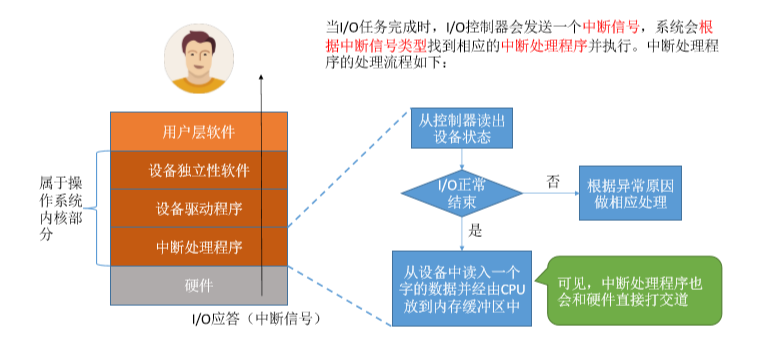 当I/O任务完成时，I/O控制器会发送一个中断信号，系统会根
据中断信号类型找到相应的中断处理程序并执行。中断处理程
序的处理流程如下：
用户层软件
设备独立性软件
设备驱动程序
中断处理程序
硬件
属于操
作系统
内核部
分
I/O应答（中断信号）
从控制器读出
设备状态
I/O正常
结束
否
根据异常原因
做相应处理
是
从设备中读入一个
字的数据并经由CPU
放到内存缓冲区中
可见，中断处理程序也
会和硬件直接打交道